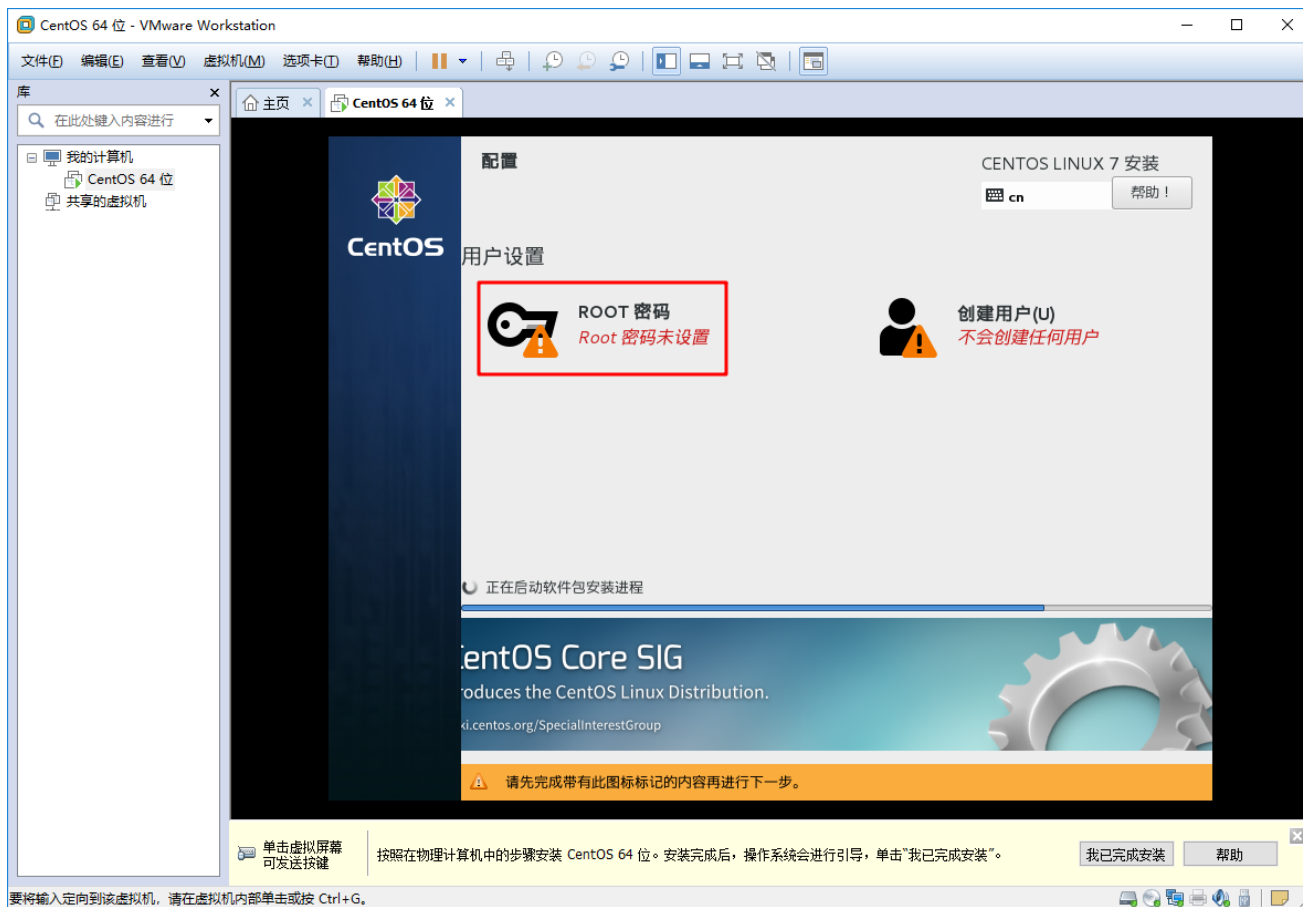 CentOS 64 位 - VMware Workstation
文件(F) 编辑(E) 查看(V) 虚拟机(M) 选项卡(T) 帮助(H)
库
主页 CentOS 64 位
在此处键入内容进行
我的计算机
CentOS 64 位
共享的虚拟机
CentOS
配置
CENTOS LINUX 7 安装
cn 帮助！
用户设置
ROOT 密码
Root 密码未设置
创建用户(U)
不会创建任何用户
正在启动软件包安装进程
entOS Core SIG
roduces the CentOS Linux Distribution.
ki.centos.org/SpecialInterestGroup
请先完成带有此图标标记的内容再进行下一步。
单击虚拟屏幕
可发送按键
按照在物理计算机中的步骤安装 CentOS 64 位。安装完成后，操作系统会进行引导，单击“我已完成安装”。
我已完成安装 帮助
要将输入定向到该虚拟机，请在虚拟机内部单击或按 Ctrl+G。